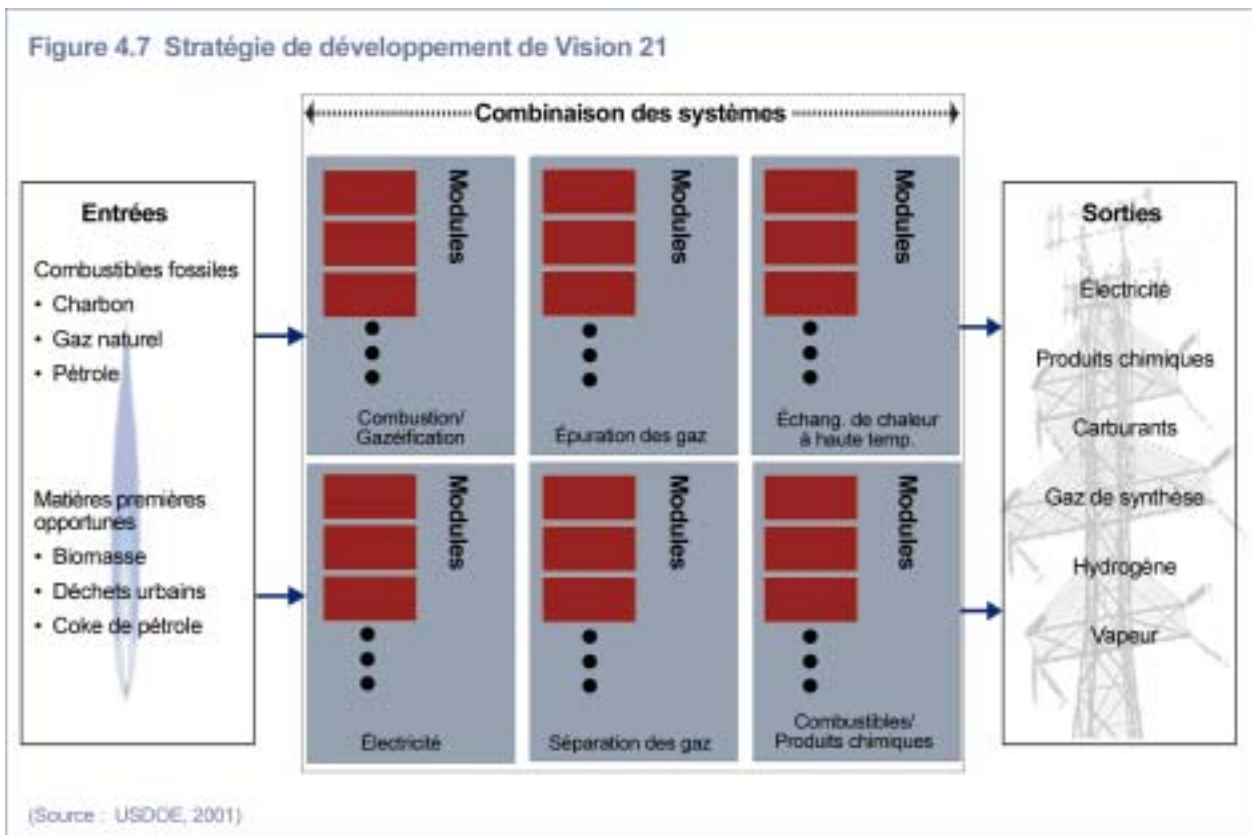 Figure 4.7 Stratégie de développement de Vision 21
Combinaison des systèmes
Entrées
Combustibles fossiles
• Charbon
• Gaz naturel
• Pétrole
Matières premières
opportunes
• Biomasse
• Déchets urbains
• Coke de pétrole
Modules
Combustion/
Gazéification
Modules
Épuration des gaz
Modules
Échang. de chaleur
à haute temp.
Modules
Électricité
Modules
Séparation des gaz
Modules
Combustibles/
Produits chimiques
Sorties
Électricité
Produits chimiques
Carburants
Gaz de synthèse
Hydrogène
Vapeur
(Source : USDOE, 2001)